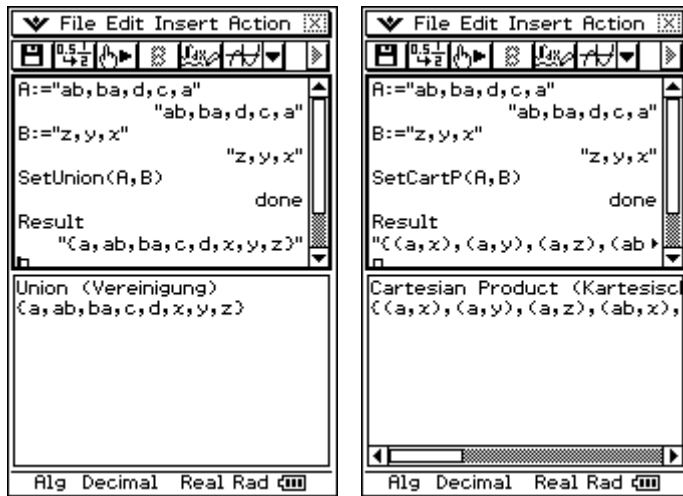 File Edit Insert Action
A:="ab,ba,d,c,a"
"ab,ba,d,c,a"
B:="z,y,x"
"z,y,x"
SetUnion(A,B)
done
Result
"{a,ab,ba,c,d,x,y,z}"
Union (Vereinigung)
{a,ab,ba,c,d,x,y,z}
Alg Decimal Real Rad
File Edit Insert Action
A:="ab,ba,d,c,a"
"ab,ba,d,c,a"
B:="z,y,x"
"z,y,x"
SetCartP(A,B)
done
Result
"{(a,x),(a,y),(a,z),(ab
Cartesian Product (Kartesisch
{(a,x),(a,y),(a,z),(ab,x),
Alg Decimal Real Rad